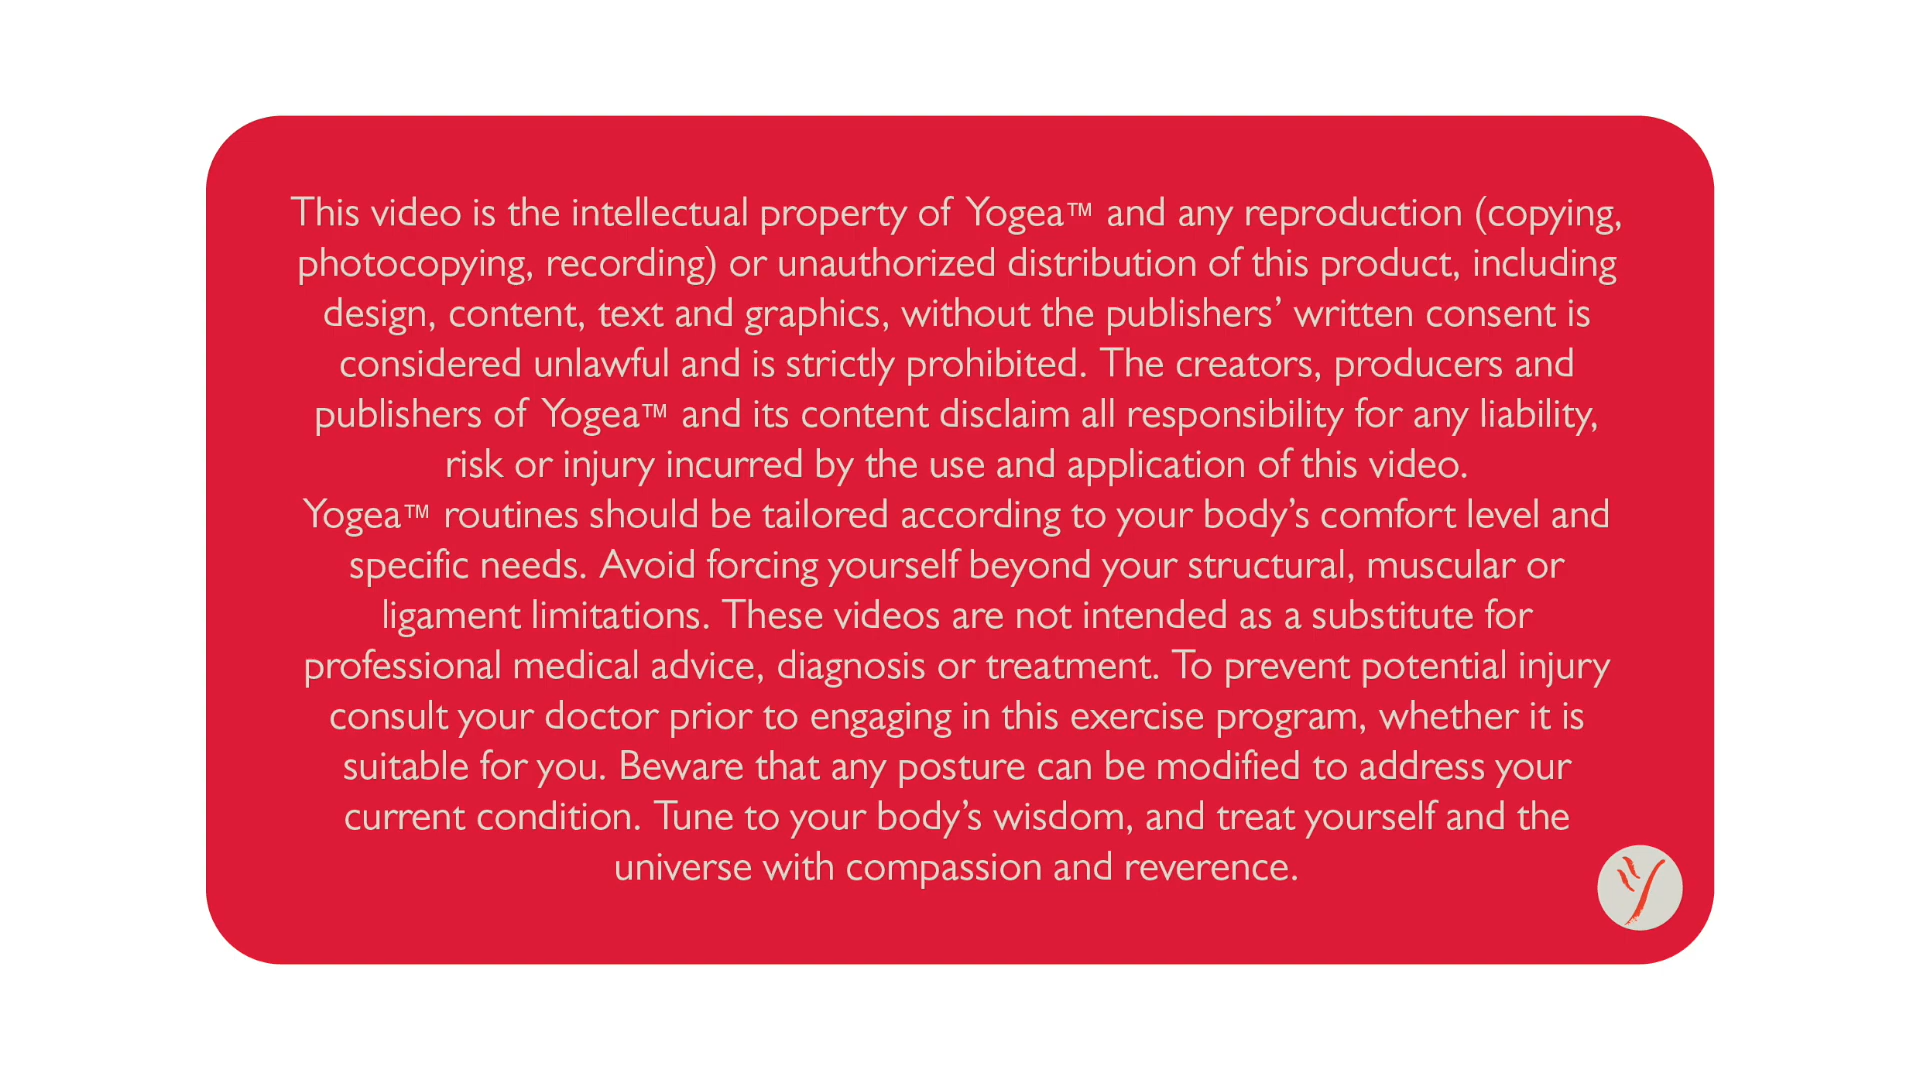 This video is the intellectual property of Yogea™ and any reproduction (copying,
photocopying, recording) or unauthorized distribution of this product, including
design, content, text and graphics, without the publishers’ written consent is
considered unlawful and is strictly prohibited. The creators, producers and
publishers of Yogea™ and its content disclaim all responsibility for any liability,
risk or injury incurred by the use and application of this video.
Yogea™ routines should be tailored according to your body’s comfort level and
specific needs. Avoid forcing yourself beyond your structural, muscular or
ligament limitations. These videos are not intended as a substitute for
professional medical advice, diagnosis or treatment. To prevent potential injury
consult your doctor prior to engaging in this exercise program, whether it is
suitable for you. Beware that any posture can be modified to address your
current condition. Tune to your body’s wisdom, and treat yourself and the
universe with compassion and reverence.